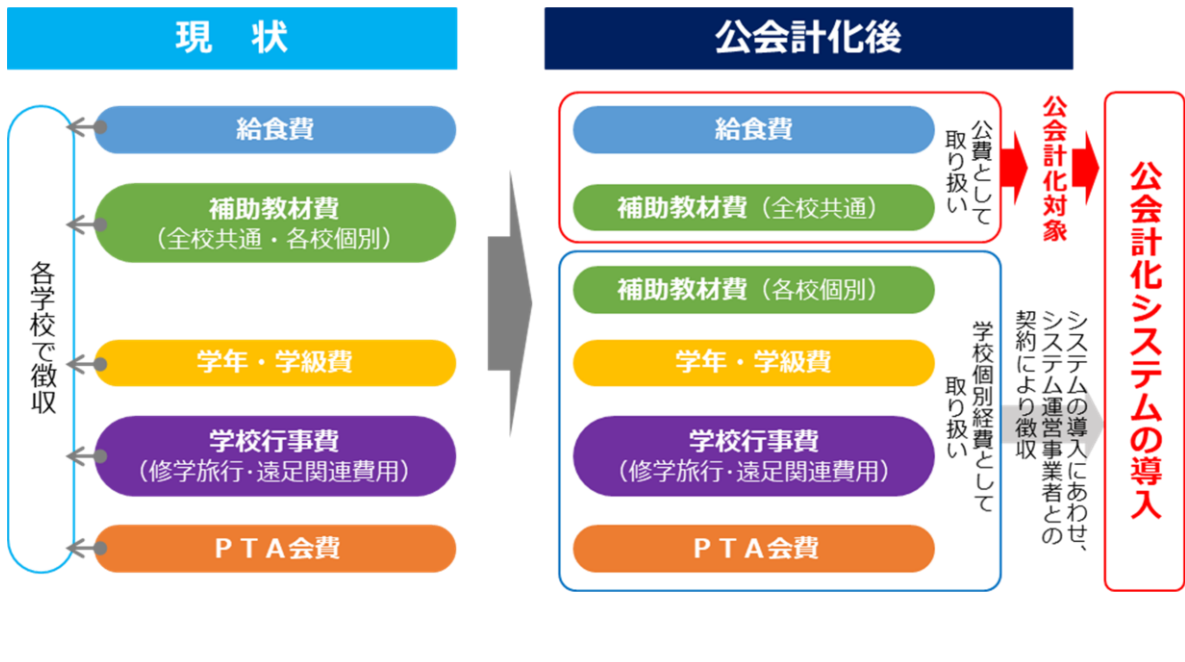 現　状
各学校で徴収
給食費
補助教材費
（全校共通・各校個別）
学年・学級費
学校行事費
（修学旅行・遠足関連費用）
ＰＴＡ会費
公会計化後
給食費
補助教材費（全校共通）
公費として
取り扱い
公会計化対象
補助教材費（各校個別）
学年・学級費
学校行事費
（修学旅行・遠足関連費用）
ＰＴＡ会費
学校個別経費として
取り扱い
システムの導入にあわせ、
システム運営事業者との
契約により徴収
公会計化システムの導入